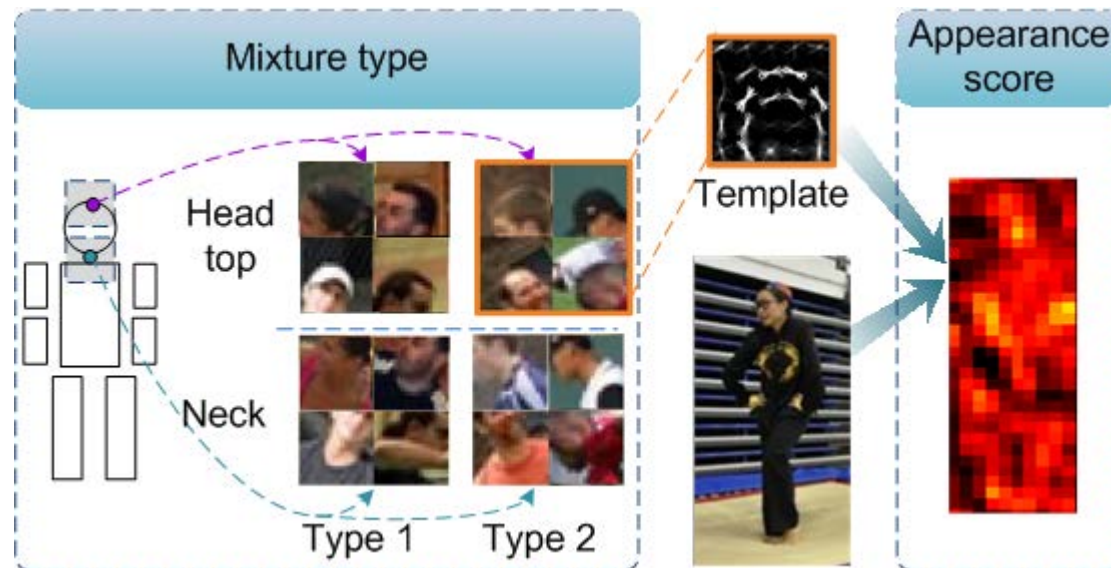 Mixture type
Appearance
score
Template
Head
top
Neck
Type 1
Type 2